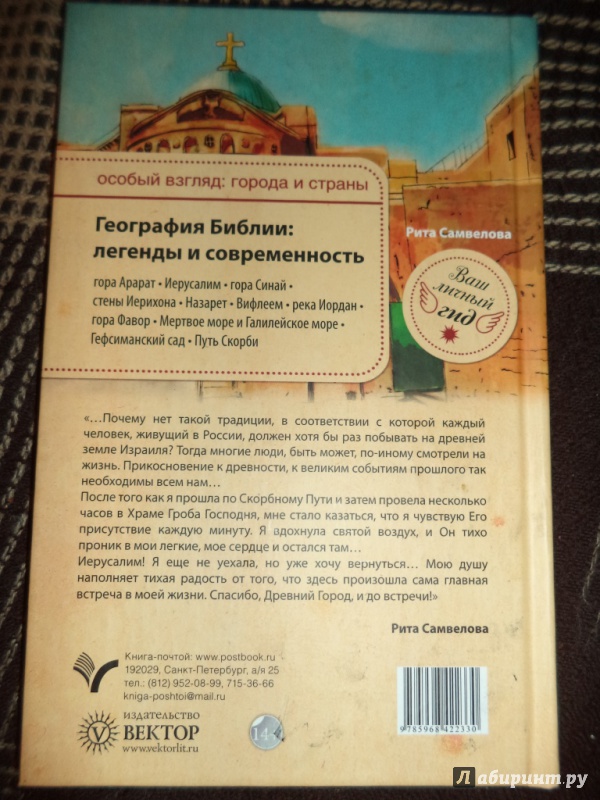 особый взгляд: города и страны
География Библии:
легенды и современность
гора Арарат • Иерусалим • гора Синай •
стены Иерихона • Назарет • Вифлеем • река Иордан •
гора Фавор • Мертвое море и Галилейское море •
Гефсиманский сад • Путь Скорби
Рита Самвелова
Ваш
личный
гид
«…Почему нет такой традиции, в соответствии с которой каждый
человек, живущий в России, должен хотя бы раз побывать на древней
земле Израиля? Тогда многие люди, быть может, по-иному смотрели на
жизнь. Прикосновение к древности, к великим событиям прошлого так
необходимы всем нам…
После того как я прошла по Скорбному Пути и затем провела несколько
часов в Храме Гроба Господня, мне стало казаться, что я чувствую Его
присутствие каждую минуту. Я вдохнула святой воздух, и Он тихо
проник в мои легкие, мое сердце и остался там…
Иерусалим! Я еще не уехала, но уже хочу вернуться… Мою душу
наполняет тихая радость от того, что здесь произошла сама главная
встреча в моей жизни. Спасибо, Древний Город, и до встречи!»
Рита Самвелова
Книга-почтой: www.postbook.ru
192029, Санкт-Петербург, а/я 25
тел.: (812) 952-08-99, 715-36-66
kniga-poshtoi@mail.ru
издательство
V ВЕКТОР
www.vektorlit.ru
14+
9 785968 422330
Лабиринт.ру